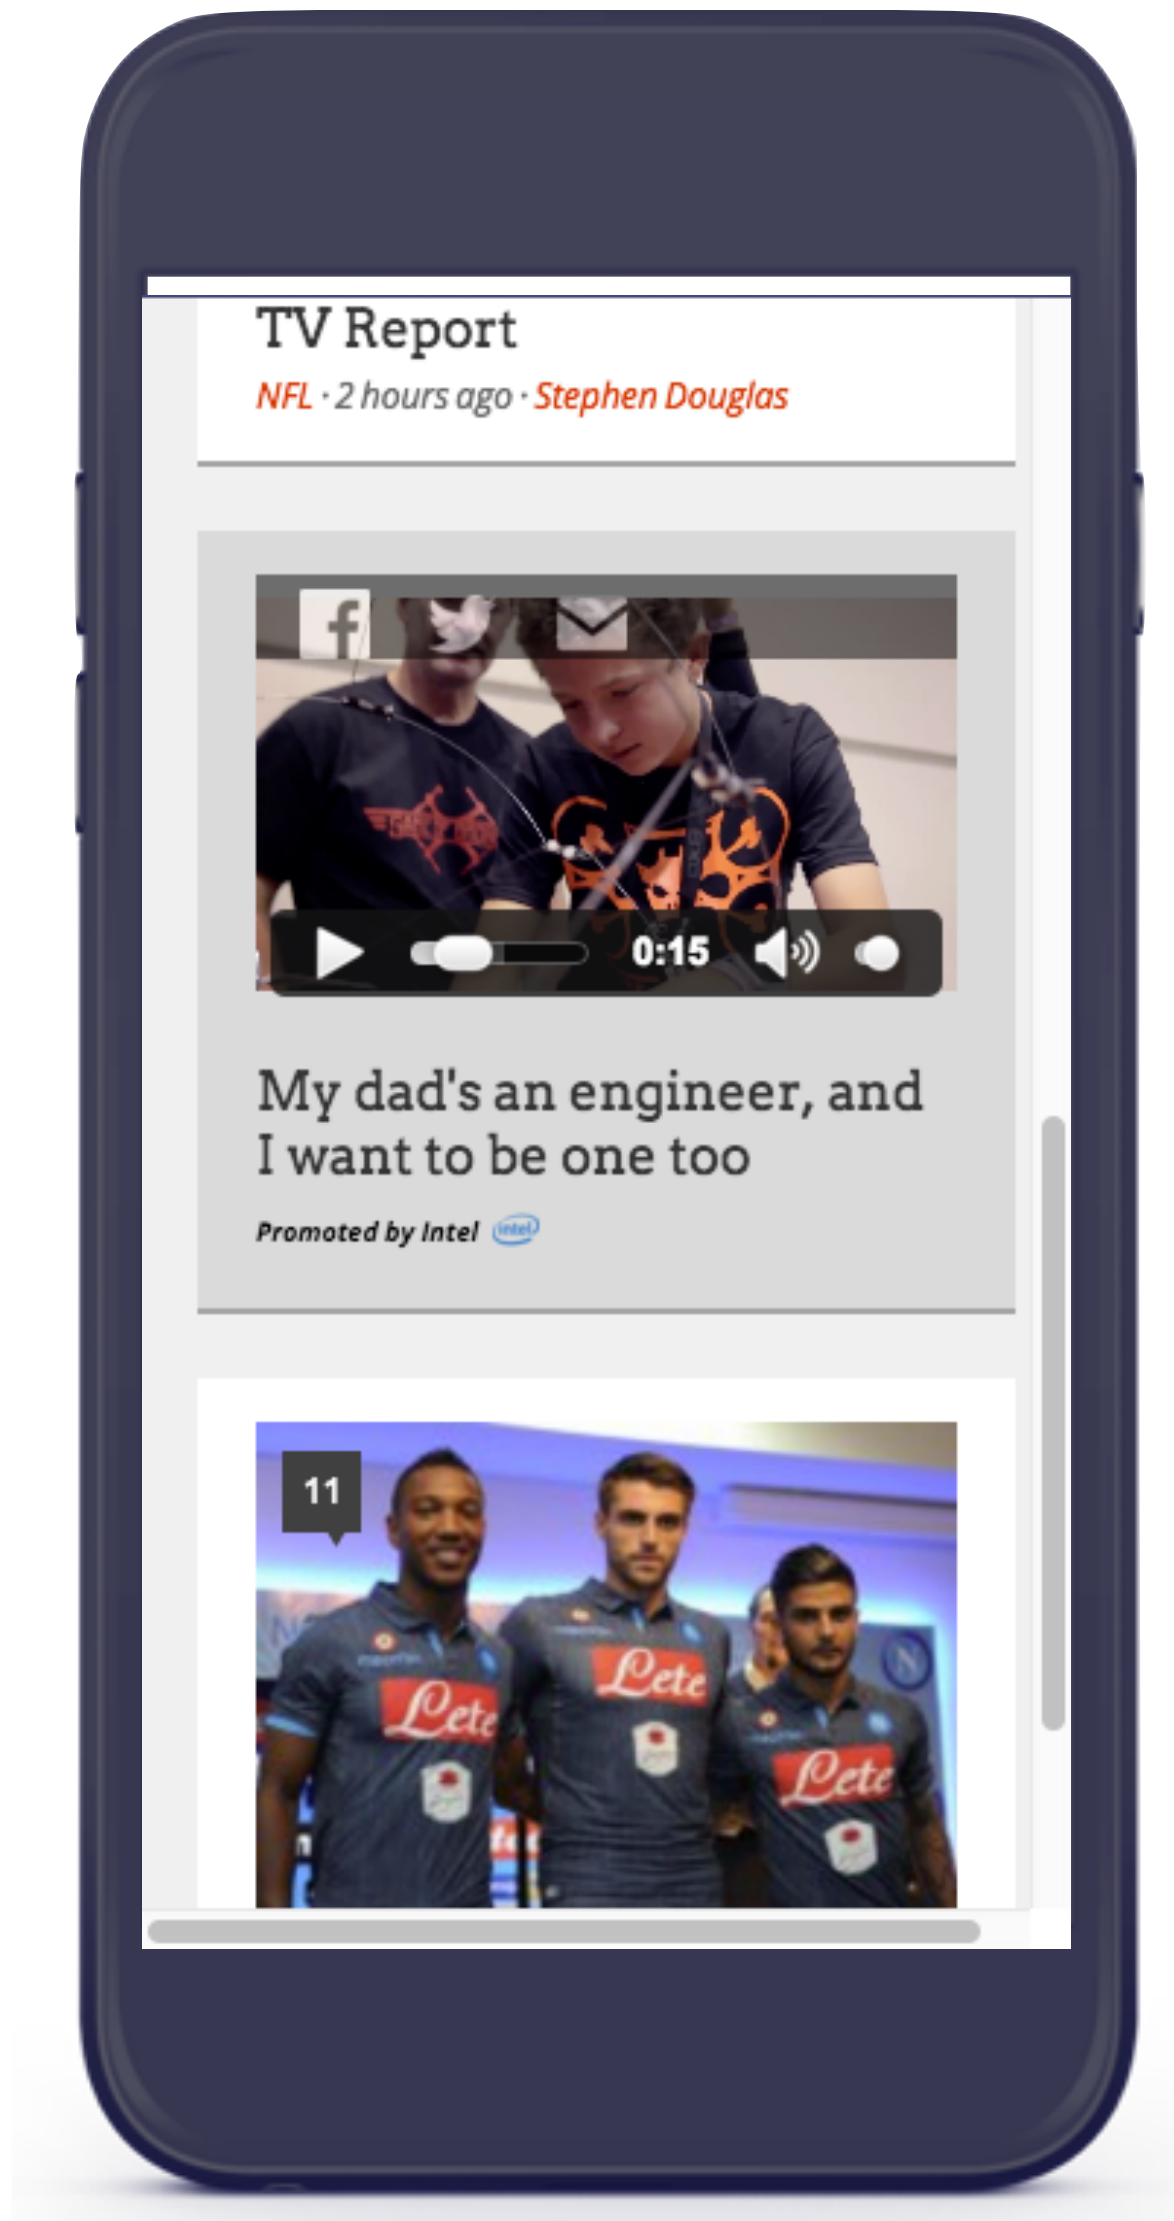 TV Report
NFL · 2 hours ago · Stephen Douglas
f
0:15
My dad's an engineer, and
I want to be one too
Promoted by Intel intel
11
Lete
Lete
Lete
N